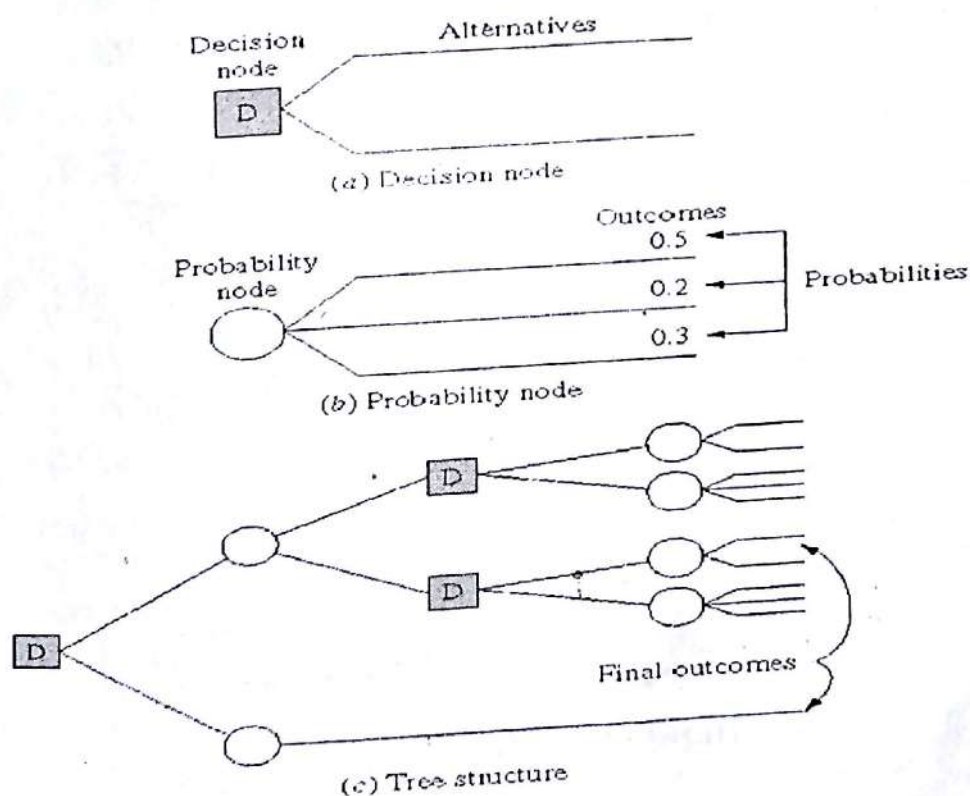 Decision
node
Alternatives
D
(a) Decision node
Outcomes
0.5
Probability
node
0.2
Probabilities
0.3
(b) Probability node
D
D
D
Final outcomes
(c) Tree structure